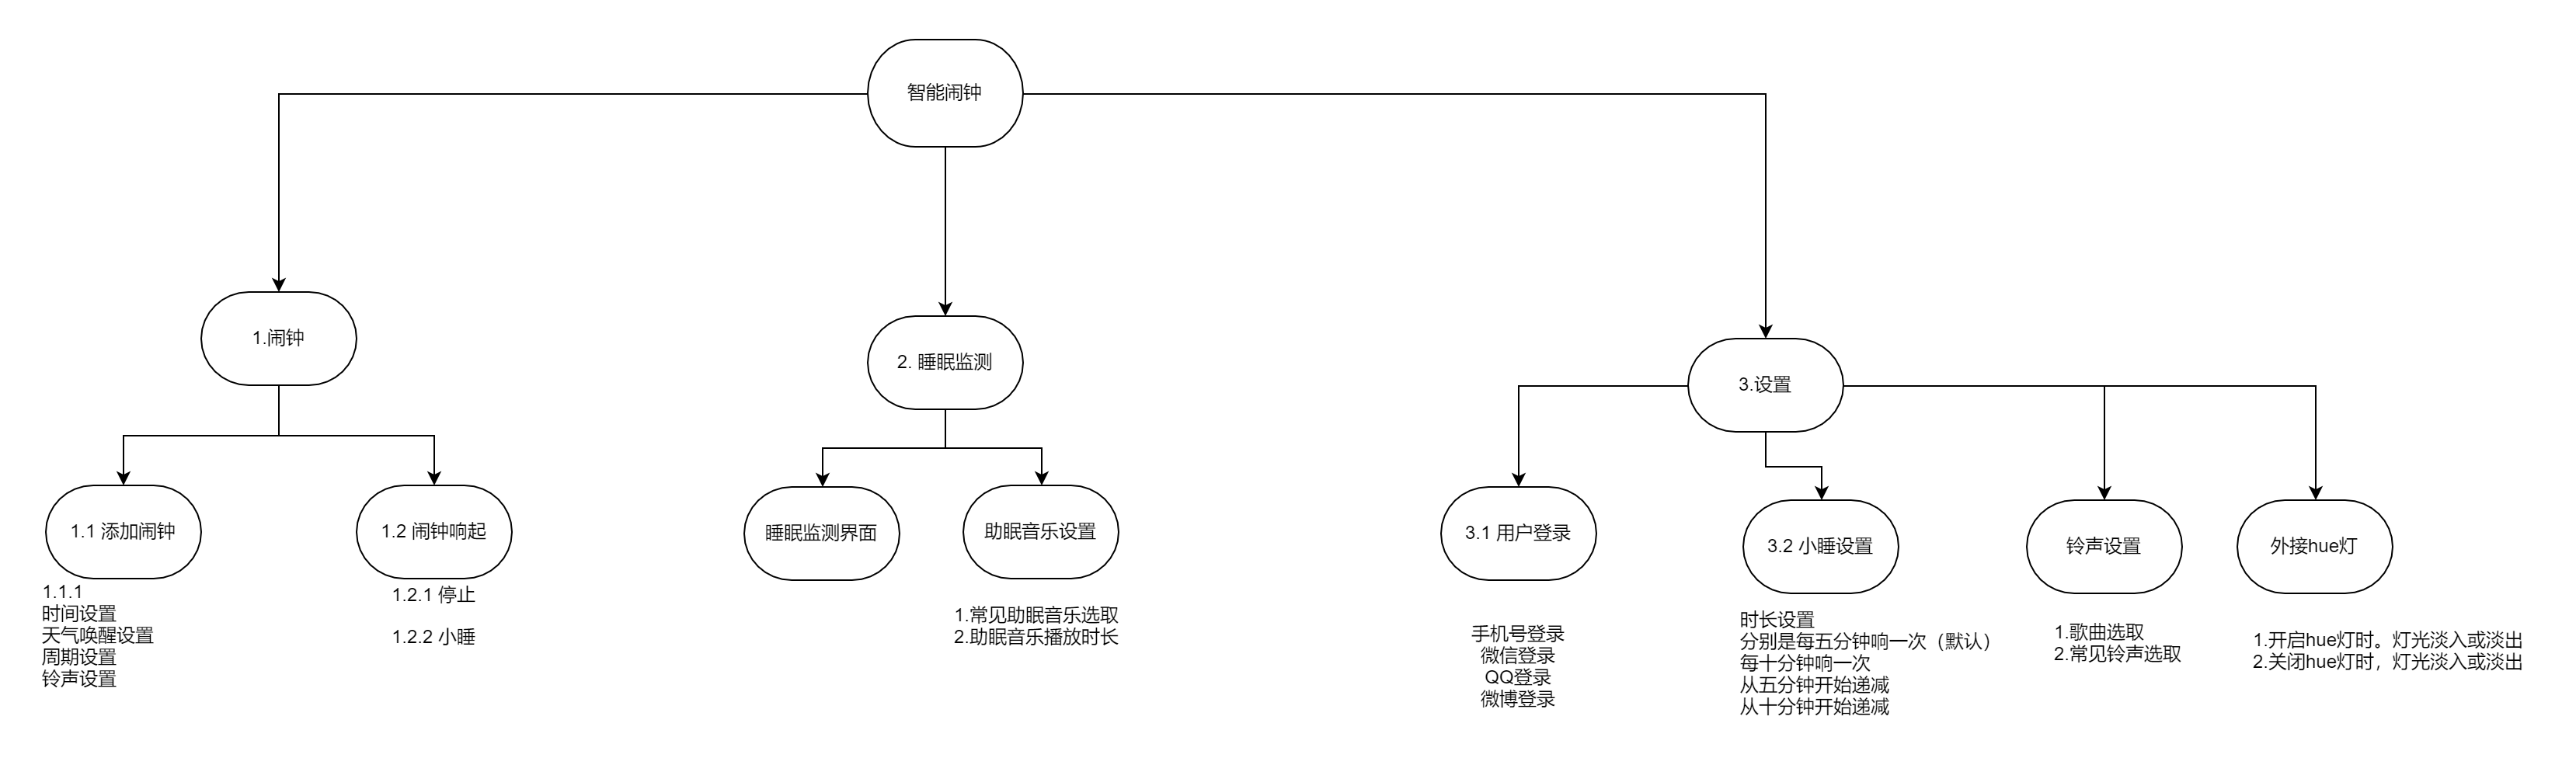 智能闹钟
1.闹钟
2. 睡眠监测
3.设置
1.1 添加闹钟
1.2 闹钟响起
睡眠监测界面
助眠音乐设置
3.1 用户登录
3.2 小睡设置
铃声设置
外接hue灯
1.1.1
时间设置
天气唤醒设置
周期设置
铃声设置
1.2.1 停止
1.2.2 小睡
1.常见助眠音乐选取
2.助眠音乐播放时长
手机号登录
微信登录
QQ登录
微博登录
时长设置
分别是每五分钟响一次（默认）
每十分钟响一次
从五分钟开始递减
从十分钟开始递减
1.歌曲选取
2.常见铃声选取
1.开启hue灯时。灯光淡入或淡出
2.关闭hue灯时，灯光淡入或淡出